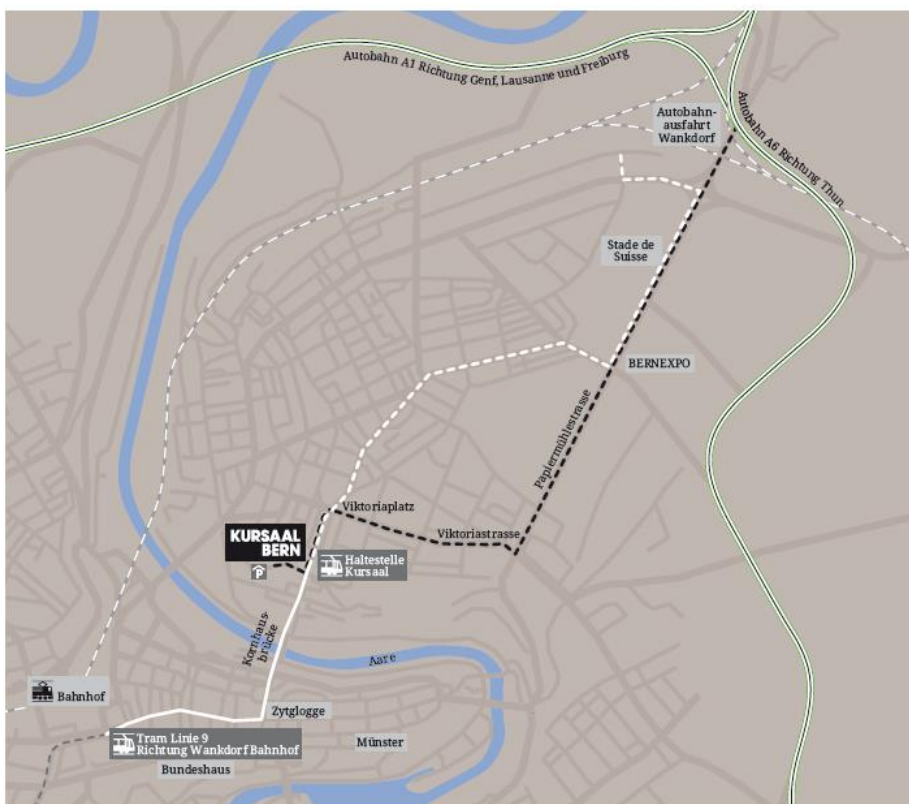 Autobahn A1 Richtung Genf, Lausanne und Freiburg
Autobahn-
ausfahrt
Wankdorf
Autobahn A6 Richtung Thun
Stade de
Suisse
BERNEXPO
Papiermühlestrasse
Viktoriaplatz
Viktoriastrasse
KURSAAL
BERN
P
Haltestelle
Kursaal
Kornhaus-
brücke
Aare
Bahnhof
Zytglogge
Tram Linie 9
Richtung Wankdorf Bahnhof
Münster
Bundeshaus